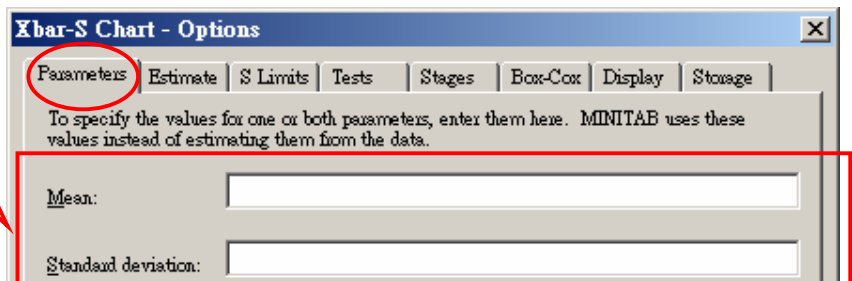 Xbar-S Chart - Options
Parameters Estimate S Limits Tests Stages Box-Cox Display Storage
To specify the values for one or both parameters, enter them here. MINITAB uses these
values instead of estimating them from the data.
Mean:
Standard deviation: